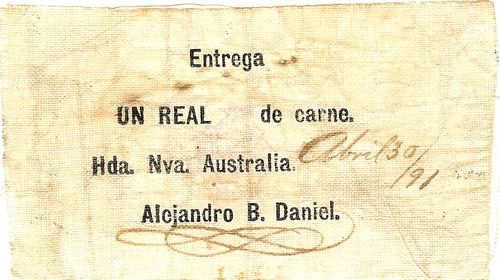 Entrega
UN REAL de carne.
Hda. Nva. Australia.
Abril 30/91
Alejandro B. Daniel.